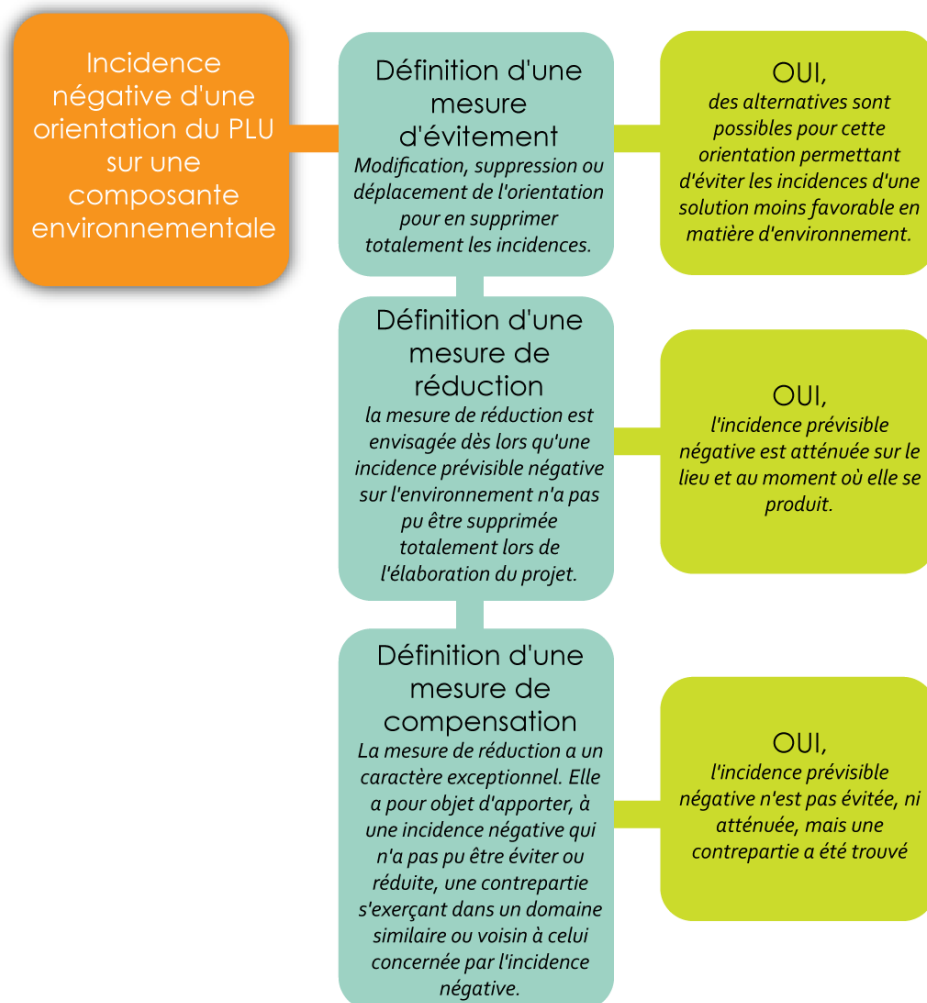 Incidence
négative d'une
orientation du PLU
sur une
composante
environnementale
Définition d'une
mesure
d'évitement
Modification, suppression ou
déplacement de l'orientation
pour en supprimer
totalement les incidences.
OUI,
des alternatives sont
possibles pour cette
orientation permettant
d'éviter les incidences d'une
solution moins favorable en
matière d'environnement.
Définition d'une
mesure de
réduction
la mesure de réduction est
envisagée dès lors qu'une
incidence prévisible négative
sur l'environnement n'a pas
pu être supprimée
totalement lors de
l'élaboration du projet.
OUI,
l'incidence prévisible
négative est atténuée sur le
lieu et au moment où elle se
produit.
Définition d'une
mesure de
compensation
La mesure de réduction a un
caractère exceptionnel. Elle
a pour objet d'apporter, à
une incidence négative qui
n'a pas pu être éviter ou
réduite, une contrepartie
s'exerçant dans un domaine
similaire ou voisin à celui
concernée par l'incidence
négative.
OUI,
l'incidence prévisible
négative n'est pas évitée, ni
atténuée, mais une
contrepartie a été trouvé